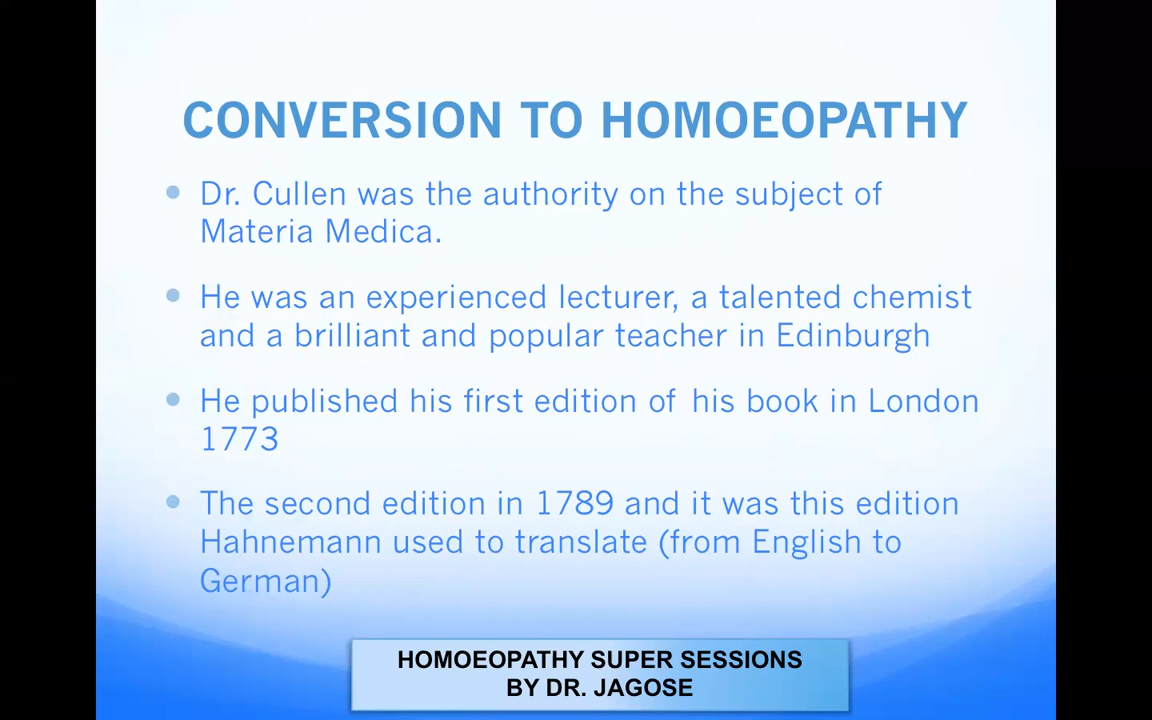 CONVERSION TO HOMOEOPATHY
Dr. Cullen was the authority on the subject of
Materia Medica.
He was an experienced lecturer, a talented chemist
and a brilliant and popular teacher in Edinburgh
He published his first edition of his book in London
1773
The second edition in 1789 and it was this edition
Hahnemann used to translate (from English to
German)
HOMOEOPATHY SUPER SESSIONS
BY DR. JAGOSE